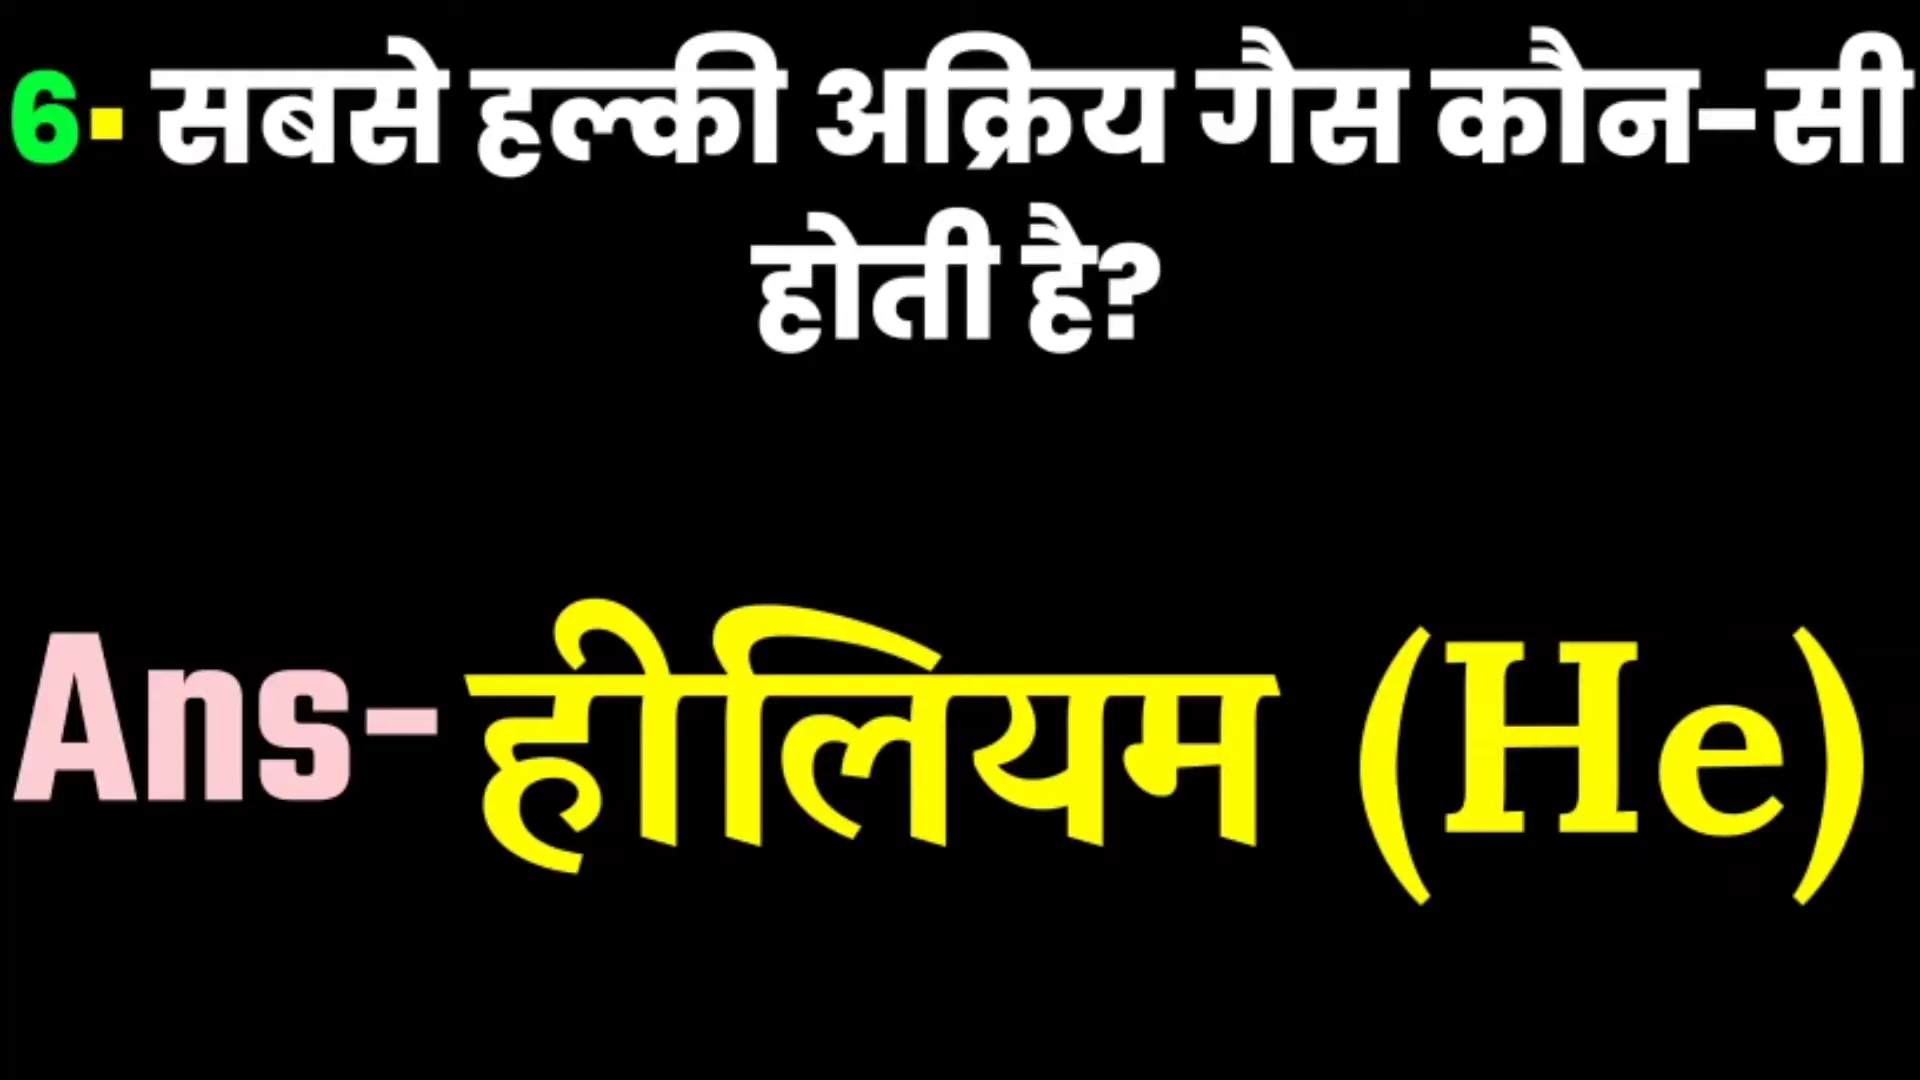 6. सबसे हल्की अक्रिय गैस कौन-सी
होती है?
Ans- हीलियम (He)